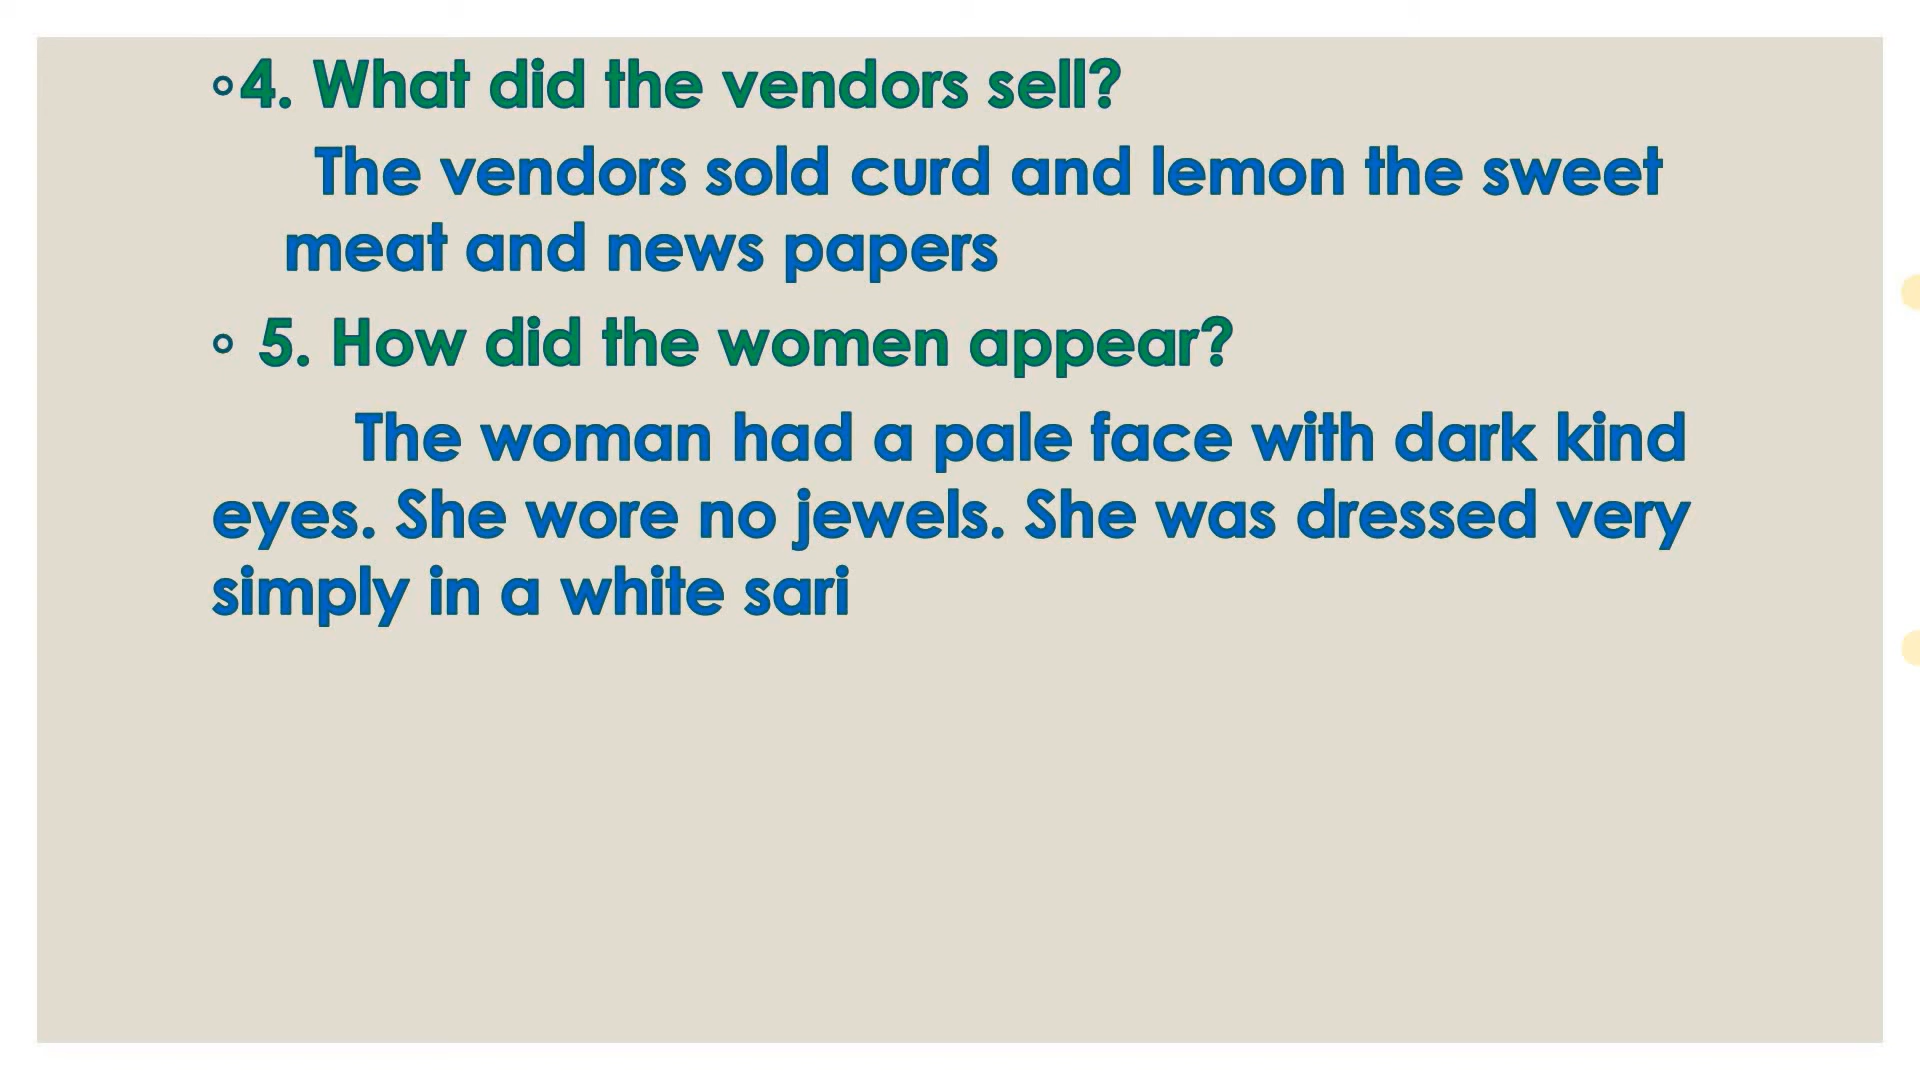 ◦4. What did the vendors sell?
The vendors sold curd and lemon the sweet
meat and news papers
◦ 5. How did the women appear?
The woman had a pale face with dark kind
eyes. She wore no jewels. She was dressed very
simply in a white sari